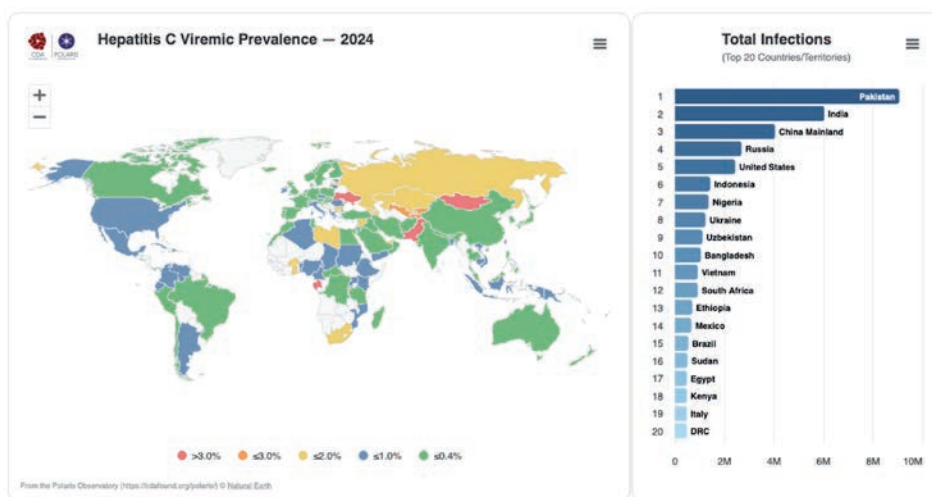 Hepatitis C Viremic Prevalence — 2024
CDA
POLARIS
+
−
>3.0%
≤3.0%
≤2.0%
≤1.0%
≤0.4%
From the Polaris Observatory (https://cdafound.org/polaris/) © Natural Earth
Total Infections
(Top 20 Countries/Territories)
1 Pakistan
2 India
3 China Mainland
4 Russia
5 United States
6 Indonesia
7 Nigeria
8 Ukraine
9 Uzbekistan
10 Bangladesh
11 Vietnam
12 South Africa
13 Ethiopia
14 Mexico
15 Brazil
16 Sudan
17 Egypt
18 Kenya
19 Italy
20 DRC
0 2M 4M 6M 8M 10M